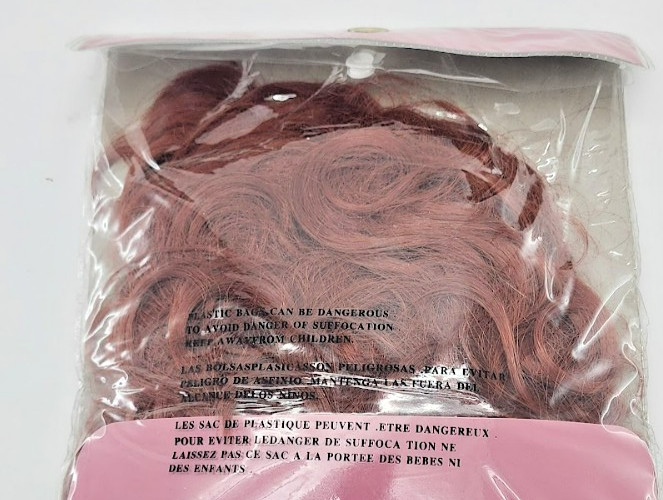 PLASTIC BAGS CAN BE DANGEROUS
TO AVOID DANGER OF SUFFOCATION
KEEP AWAYFROM CHILDREN.
LAS BOLSASPLASICASSON PELIGROSAS .PARA EVITAR
PELIGRO DE ASFIXIO MANTENGA LAS FUERA DEL
ALCANCE DELOS NINOS.
LES SAC DE PLASTIQUE PEUVENT .ETRE DANGEREUX
POUR EVITER LEDANGER DE SUFFOCA TION NE
LAISSEZ PAS CE SAC A LA PORTEE DES BEBES NI
DES ENFANTS